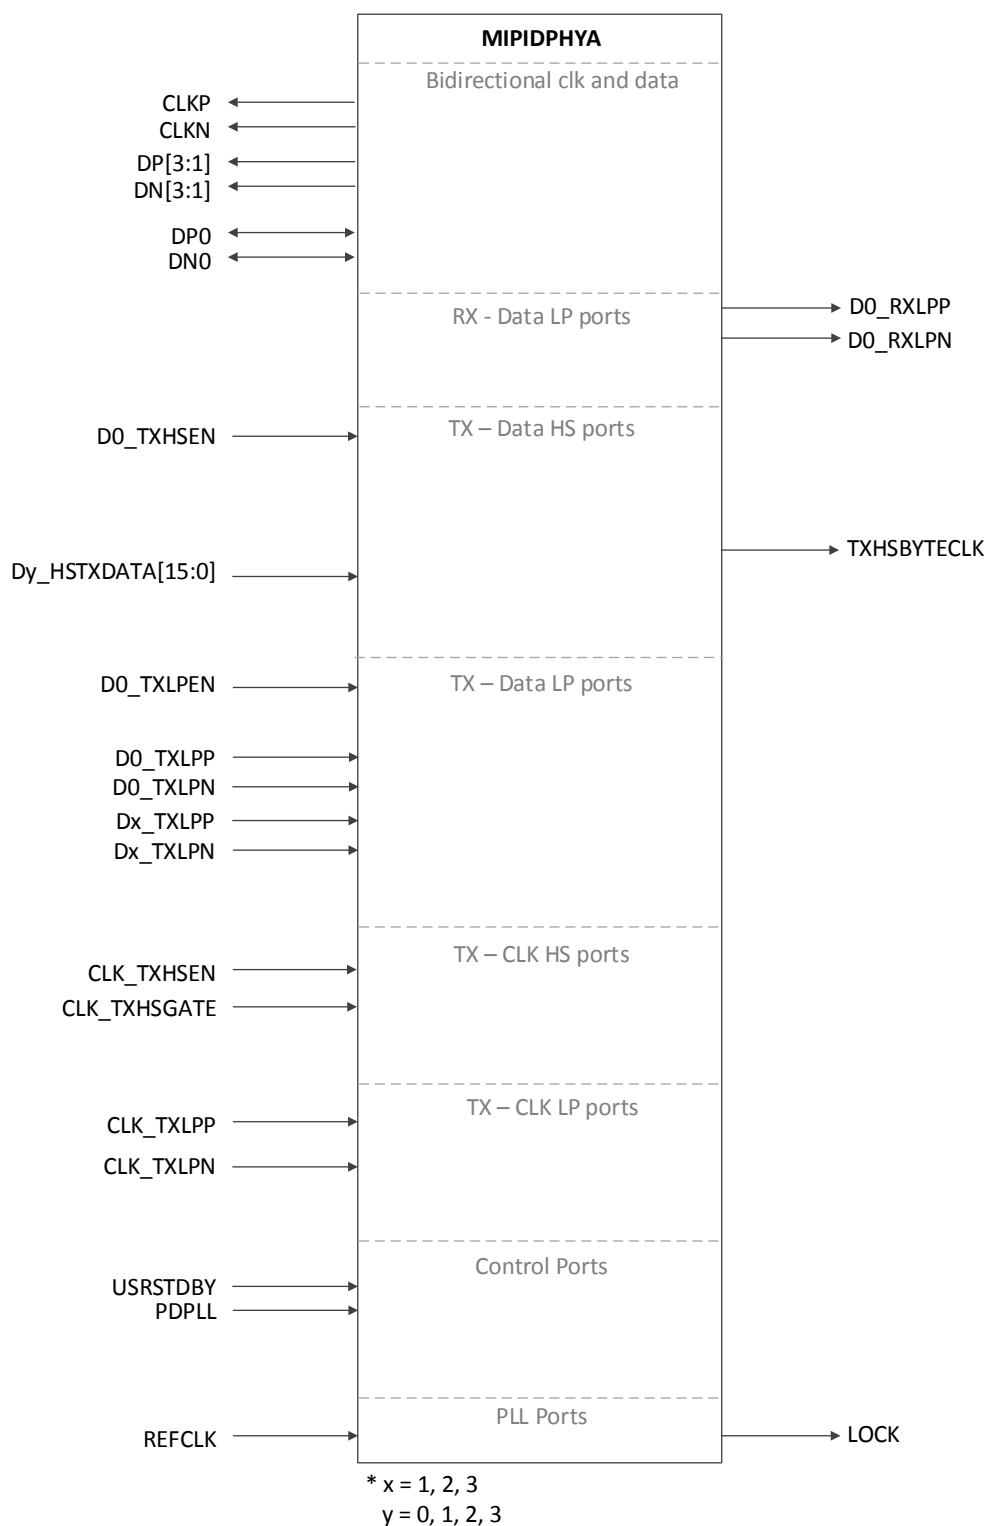 MIPIDPHYA
Bidirectional clk and data
CLKP
CLKN
DP[3:1]
DN[3:1]
DP0
DN0
RX - Data LP ports
D0_RXLPP
D0_RXLPN
TX – Data HS ports
D0_TXHSEN
TXHSBYTECLK
Dy_HSTXDATA[15:0]
TX – Data LP ports
D0_TXLPEN
D0_TXLPP
D0_TXLPN
Dx_TXLPP
Dx_TXLPN
TX – CLK HS ports
CLK_TXHSEN
CLK_TXHSGATE
TX – CLK LP ports
CLK_TXLPP
CLK_TXLPN
Control Ports
USRSTDBY
PDPLL
PLL Ports
REFCLK
LOCK
* x = 1, 2, 3
y = 0, 1, 2, 3